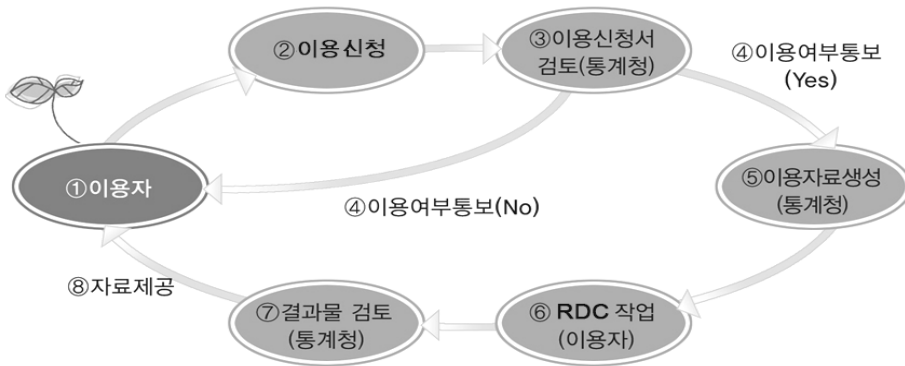 ①이용자
②이용신청
③이용신청서
검토(통계청)
④이용여부통보
(Yes)
④이용여부통보(No)
⑤이용자료생성
(통계청)
⑥ RDC 작업
(이용자)
⑦결과물 검토
(통계청)
⑧자료제공